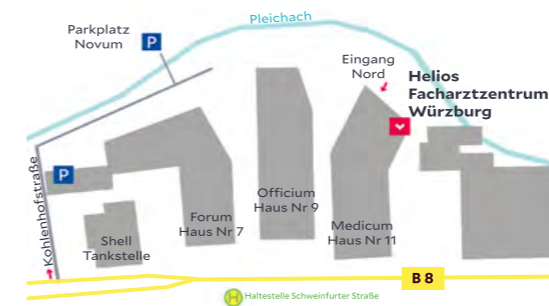 Pleichach
Parkplatz
Novum
P
Eingang
Nord
Helios
Facharztzentrum
Würzburg
P
Kohlenhofstraße
Officium
Haus Nr 9
Forum
Haus Nr 7
Medicum
Haus Nr 11
Shell
Tankstelle
B 8
H Haltestelle Schweinfurter Straße